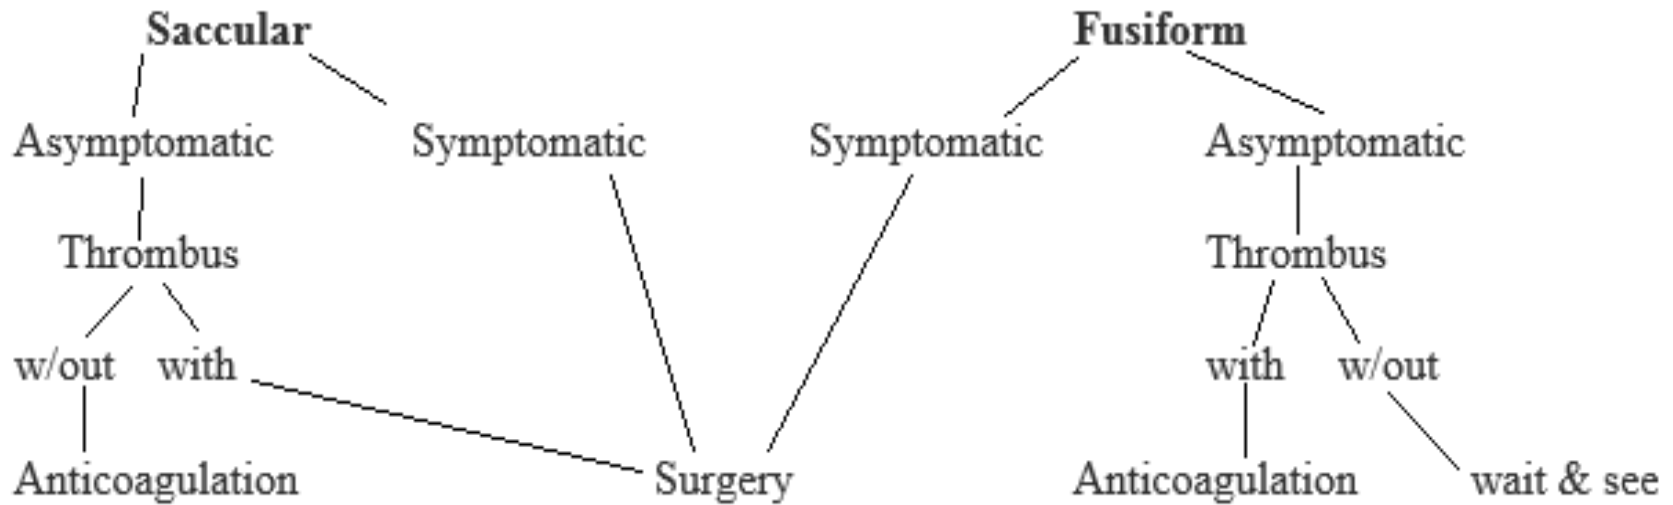 Saccular Fusiform
Asymptomatic Symptomatic Symptomatic Asymptomatic
Thrombus Thrombus
w/out with with w/out
Anticoagulation Surgery Anticoagulation wait & see